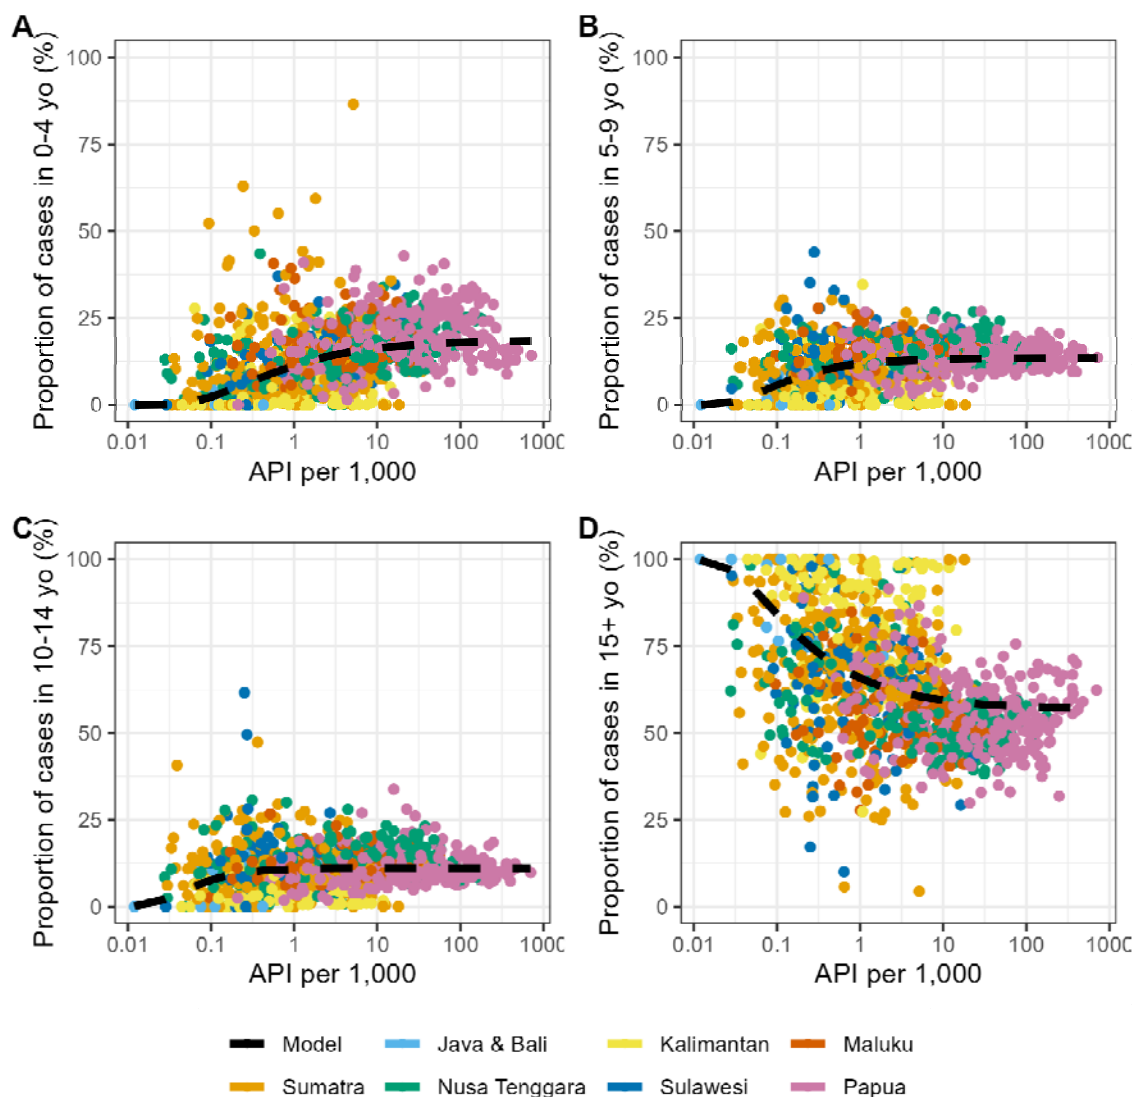 A
Proportion of cases in 0-4 yo (%)
100
75
50
25
0
0.01 0.1 1 10 100 1000
API per 1,000
B
Proportion of cases in 5-9 yo (%)
100
75
50
25
0
0.01 0.1 1 10 100 1000
API per 1,000
C
Proportion of cases in 10-14 yo (%)
100
75
50
25
0
0.01 0.1 1 10 100 1000
API per 1,000
D
Proportion of cases in 15+ yo (%)
100
75
50
25
0
0.01 0.1 1 10 100 1000
API per 1,000
Model Java & Bali Kalimantan Maluku
Sumatra Nusa Tenggara Sulawesi Papua